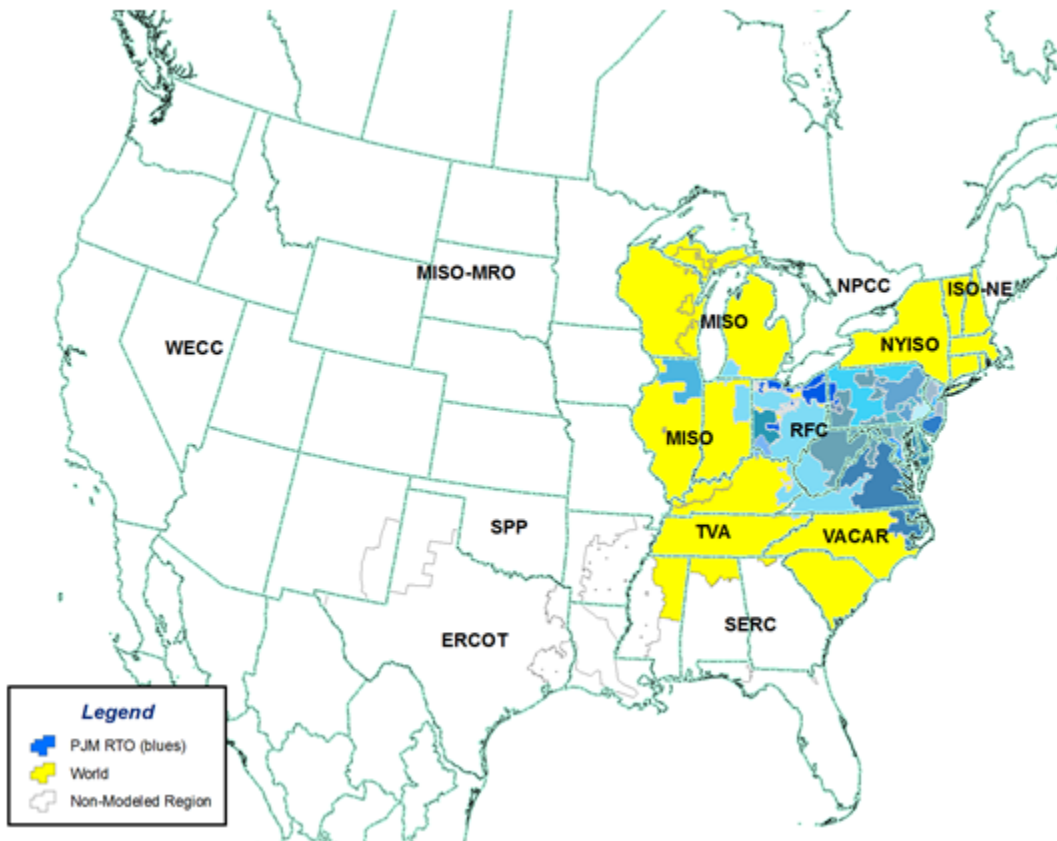 MISO-MRO
NPCC
ISO-NE
MISO
NYISO
WECC
MISO
RFC
SPP
TVA
VACAR
SERC
ERCOT
Legend
PJM RTO (blues)
World
Non-Modeled Region